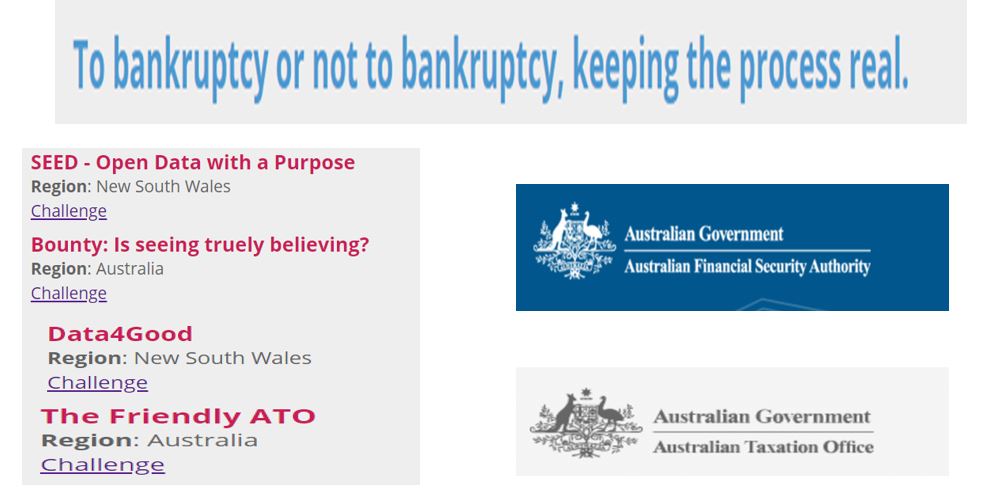 To bankruptcy or not to bankruptcy, keeping the process real.
SEED - Open Data with a Purpose
Region: New South Wales
Challenge
Bounty: Is seeing truely believing?
Region: Australia
Challenge
Data4Good
Region: New South Wales
Challenge
The Friendly ATO
Region: Australia
Challenge
Australian Government
Australian Financial Security Authority
Australian Government
Australian Taxation Office